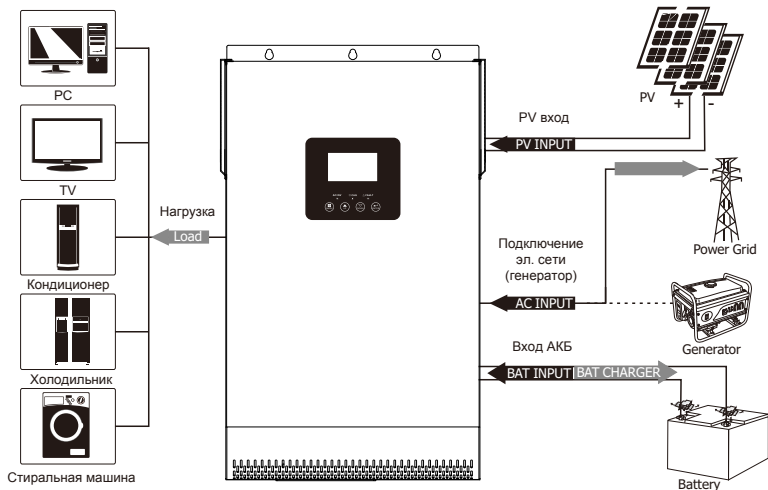 PC
TV
Кондиционер
Холодильник
Стиральная машина
Нагрузка
Load
PV
+ -
PV вход
PV INPUT
Power Grid
Подключение
эл. сети
(генератор)
AC INPUT
Generator
Вход АКБ
BAT INPUT BAT CHARGER
Battery